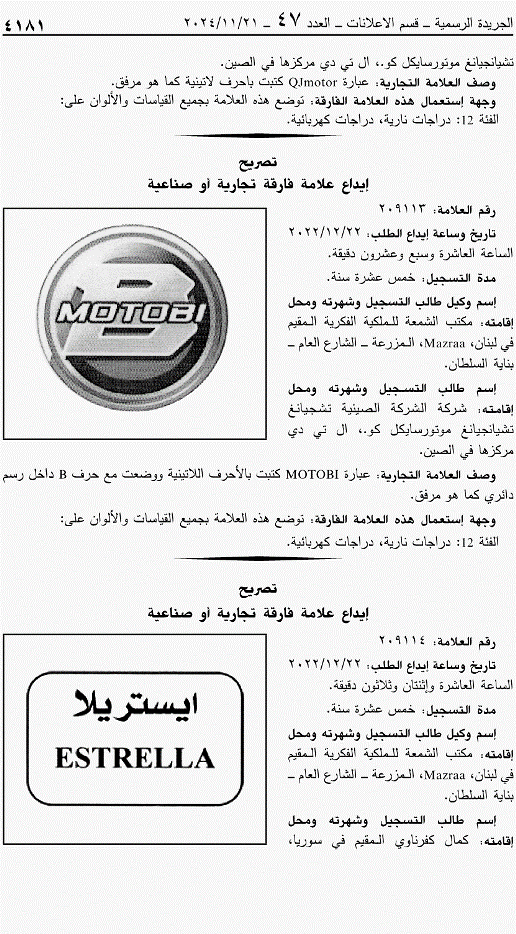 الجريدة الرسمية ــ قسم الاعلانات ــ العدد ٤٧ ــ ٢٠٢٤/١١/٢١
٤١٨١
تشيانجيانغ موتورسايكل كو.، ال تي دي مركزها في الصين.
وصف العلامة التجارية: عبارة QJmotor كتبت باحرف لاتينية كما هو مرفق.
وجهة إستعمال هذه العلامة الفارقة: توضع هذه العلامة بجميع القياسات والألوان على:
الفئة 12: دراجات نارية، دراجات كهربائية.
تصريح
إيداع علامة فارقة تجارية أو صناعية
رقم العلامة: ٢٠٩١١٣
تاريخ وساعة إيداع الطلب: ٢٠٢٢/١٢/٢٢
الساعة العاشرة وسبع وعشرون دقيقة.
مدة التسجيل: خمس عشرة سنة.
إسم وكيل طالب التسجيل وشهرته ومحل
إقامته: مكتب الشمعة للملكية الفكرية المقيم
في لبنان، Mazraa، المزرعة ــ الشارع العام ــ
بناية السلطان.
إسم طالب التسجيل وشهرته ومحل
إقامته: شركة الشركة الصينية تشجيانغ
تشيانجيانغ موتورسايكل كو.، ال تي دي
مركزها في الصين.
B
MOTOBI
وصف العلامة التجارية: عبارة MOTOBI كتبت بالأحرف اللاتينية ووضعت مع حرف B داخل رسم
دائري كما هو مرفق.
وجهة إستعمال هذه العلامة الفارقة: توضع هذه العلامة بجميع القياسات والألوان على:
الفئة 12: دراجات نارية، دراجات كهربائية.
تصريح
إيداع علامة فارقة تجارية أو صناعية
رقم العلامة: ٢٠٩١١٤
تاريخ وساعة إيداع الطلب: ٢٠٢٢/١٢/٢٢
الساعة العاشرة وإثنتان وثلاثون دقيقة.
مدة التسجيل: خمس عشرة سنة.
إسم وكيل طالب التسجيل وشهرته ومحل
إقامته: مكتب الشمعة للملكية الفكرية المقيم
في لبنان، Mazraa، المزرعة ــ الشارع العام ــ
بناية السلطان.
إسم طالب التسجيل وشهرته ومحل
إقامته: كمال كفرناوي المقيم في سوريا،
ايستريلا
ESTRELLA